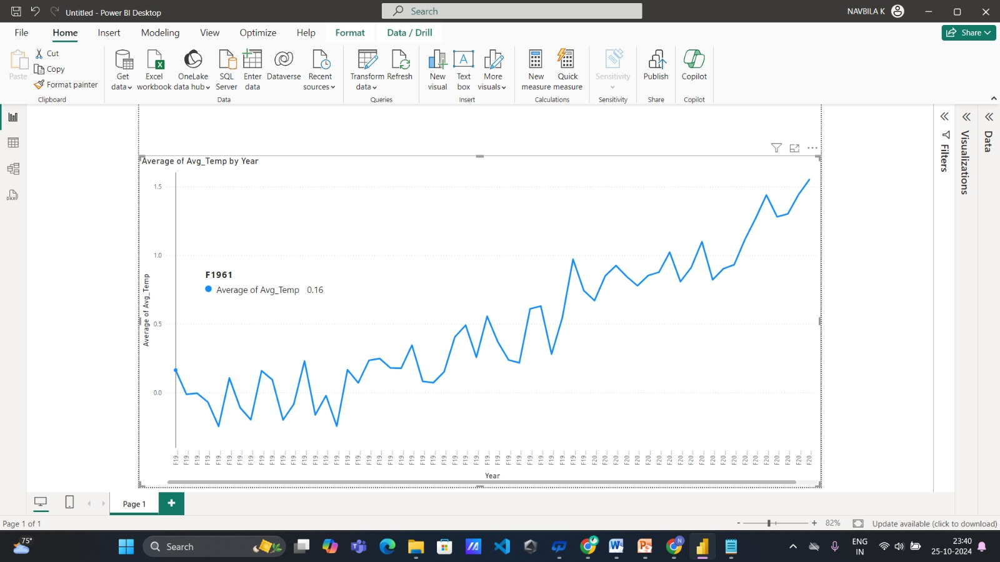 Untitled - Power BI Desktop
Search
NAVBILA K
File Home Insert Modeling View Optimize Help Format Data / Drill
Share
Paste
Cut
Copy
Format painter
Clipboard
Get data
Excel workbook
OneLake data hub
SQL Server
Enter data
Dataverse
Recent sources
Data
Transform data
Refresh
Queries
New visual
Text box
More visuals
Insert
New measure
Quick measure
Calculations
Sensitivity
Sensitivity
Publish
Share
Copilot
Copilot
DAX
Filters
Visualizations
Data
Average of Avg_Temp by Year
Average of Avg_Temp
1.5
1.0
0.5
0.0
F1961
Average of Avg_Temp 0.16
F19... F19... F19... F19... F19... F19... F19... F19... F19... F19... F19... F19... F19... F19... F19... F19... F19... F19... F19... F19... F19... F19... F19... F19... F19... F19... F19... F19... F19... F19... F19... F19... F19... F19... F19... F19... F19... F19... F19... F20... F20... F20... F20... F20... F20... F20... F20... F20... F20... F20... F20... F20... F20... F20... F20... F20... F20... F20... F20... F20...
Year
Page 1
Page 1 of 1
- + 82%
Update available (click to download)
75°
Search
ENG
IN
23:40
25-10-2024